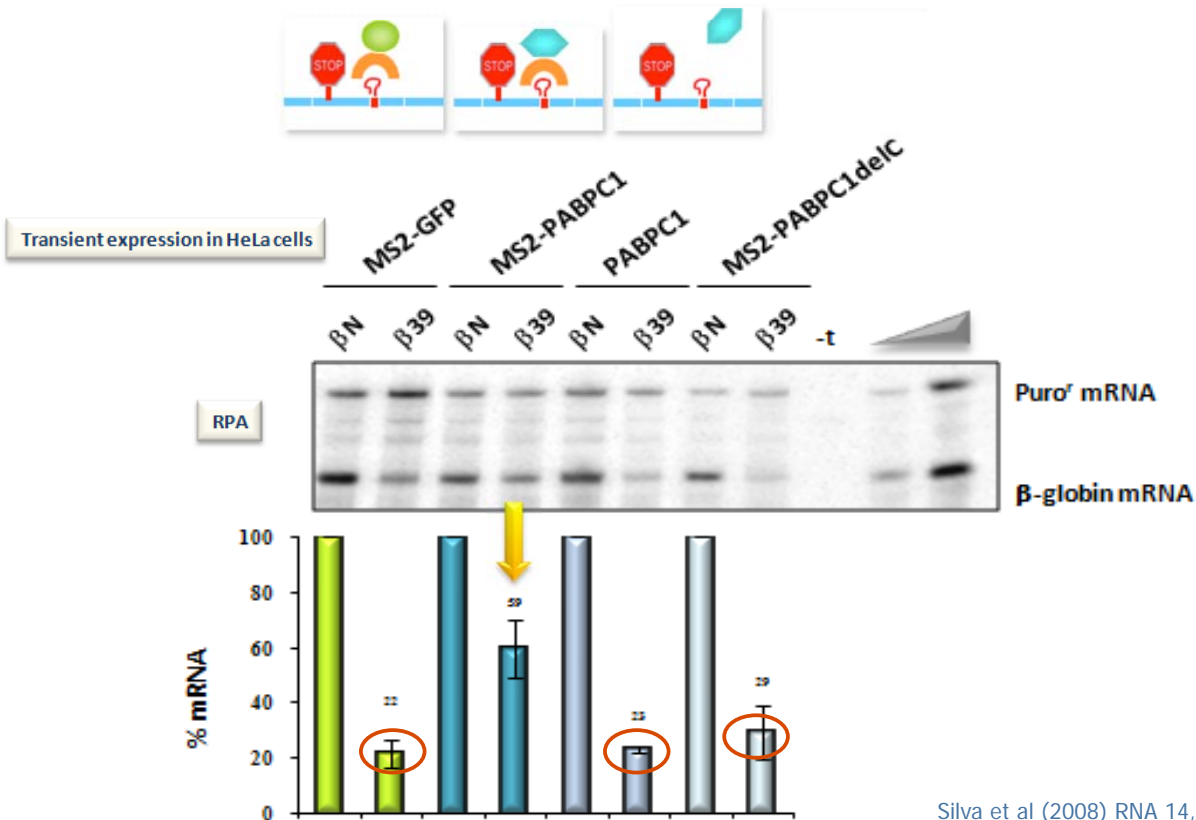 STOP STOP STOP
Transient expression in HeLa cells
MS2-GFP MS2-PABPC1 PABPC1 MS2-PABPC1delC
βN β39 βN β39 βN β39 βN β39 -t
RPA
Puroʳ mRNA
β-globin mRNA
% mRNA
100
80
60
40
20
0
22
59
23
29
Silva et al (2008) RNA 14,